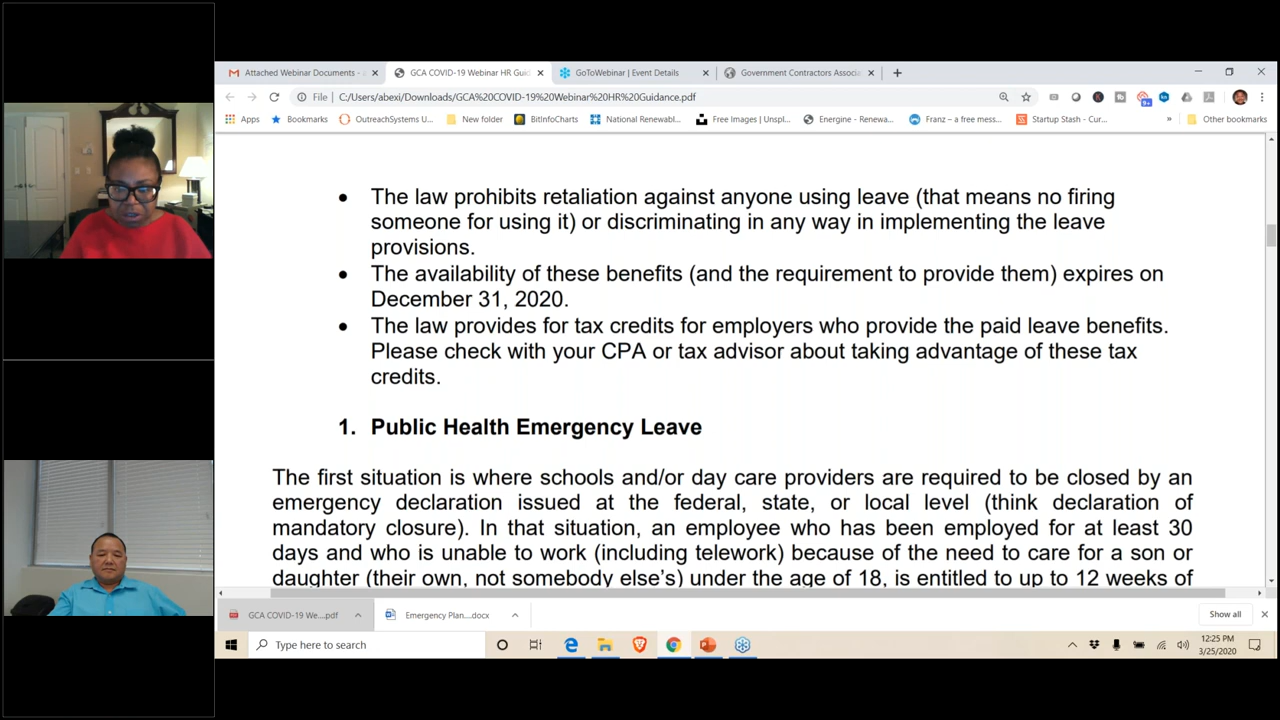 Attached Webinar Documents -
GCA COVID-19 Webinar HR Guid
GoToWebinar | Event Details
Government Contractors Associ
File | C:/Users/abexi/Downloads/GCA%20COVID-19%20Webinar%20HR%20Guidance.pdf
9+
Apps
Bookmarks
OutreachSystems U...
New folder
BitInfoCharts
National Renewabl...
Free Images | Unspl...
Energine - Renewa...
Franz – a free mess...
Startup Stash - Cur...
»
Other bookmarks
• The law prohibits retaliation against anyone using leave (that means no firing
someone for using it) or discriminating in any way in implementing the leave
provisions.
• The availability of these benefits (and the requirement to provide them) expires on
December 31, 2020.
• The law provides for tax credits for employers who provide the paid leave benefits.
Please check with your CPA or tax advisor about taking advantage of these tax
credits.
1. Public Health Emergency Leave
The first situation is where schools and/or day care providers are required to be closed by an
emergency declaration issued at the federal, state, or local level (think declaration of
mandatory closure). In that situation, an employee who has been employed for at least 30
days and who is unable to work (including telework) because of the need to care for a son or
daughter (their own, not somebody else's) under the age of 18, is entitled to up to 12 weeks of
GCA COVID-19 We....pdf
Emergency Plan....docx
Show all
Type here to search
12:25 PM
3/25/2020